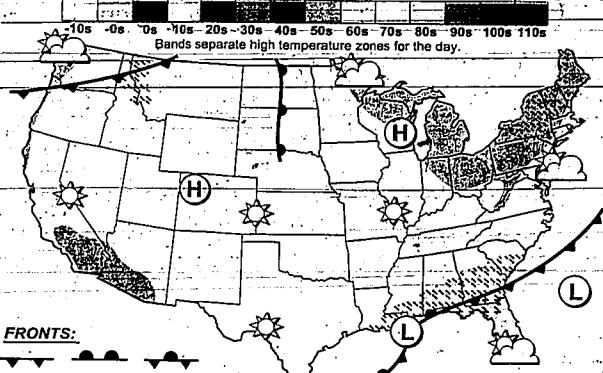 -10s -0s 0s 10s 20s 30s 40s 50s 60s 70s 80s 90s 100s 110s
Bands separate high temperature zones for the day.
H
H
L
L
FRONTS: